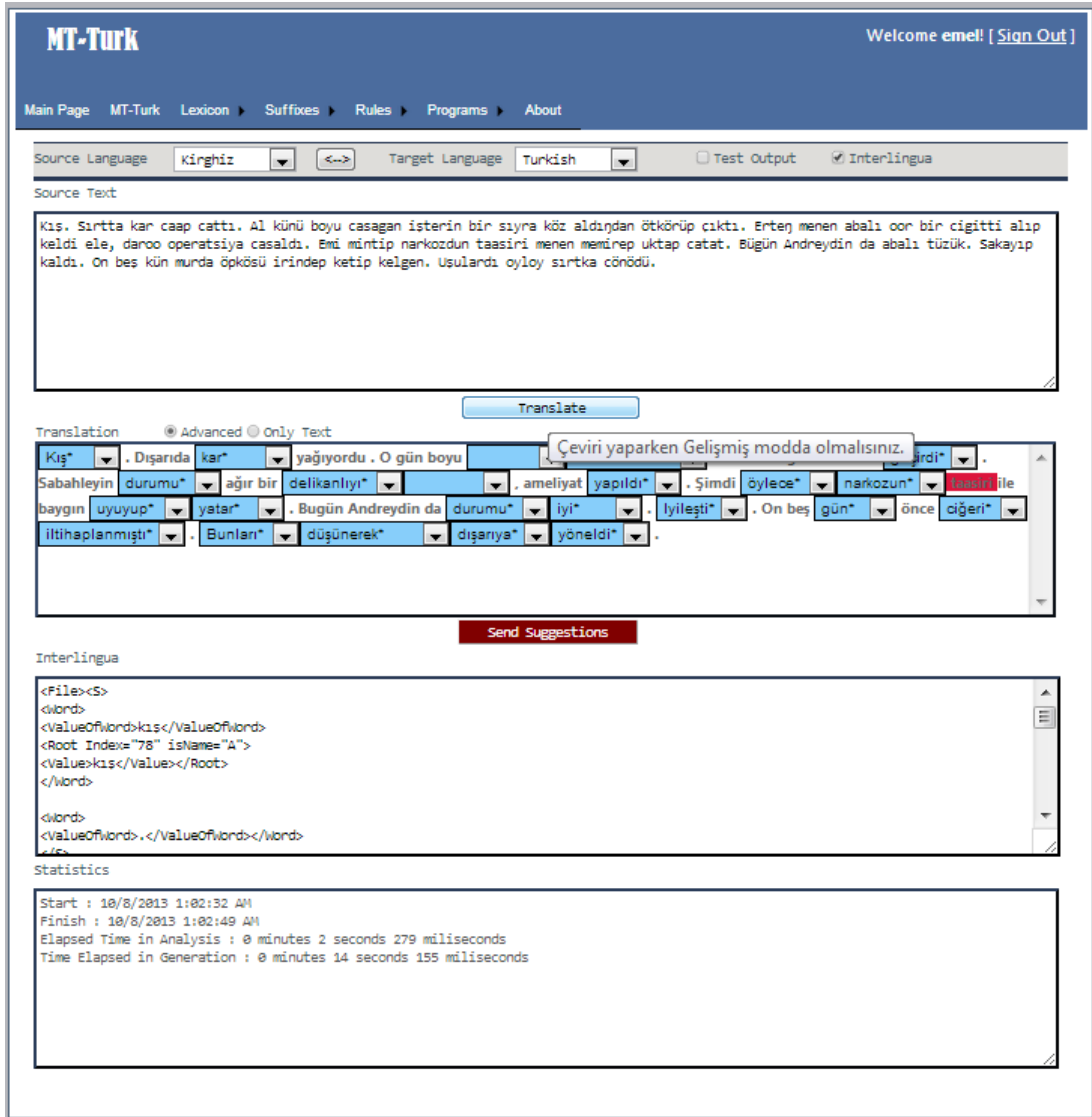 MT-Turk
Welcome emel! [ Sign Out ]
Main Page MT-Turk Lexicon Suffixes Rules Programs About
Source Language Kirghiz <--> Target Language Turkish Test Output Interlingua
Source Text
Kış. Sırtta kar caap cattı. Al künü boyu casagan işterin bir sıyra köz aldıŋdan ötkörüp çıktı. Erteŋ menen abalı oor bir cigitti alıp
keldi ele, daroo operatsiya casaldı. Emi mintip narkozdun taasiri menen memirep uktap catat. Bügün Andreydin da abalı tüzük. Sakayıp
kaldı. On beş kün murda öpkösü irindep ketip kelgen. Uşulardı oyloy sırtka cönödü.
Translate
Translation Advanced Only Text
Çeviri yaparken Gelişmiş modda olmalısınız.
Kış* . Dışarıda kar* yağıyordu . O gün boyu .
Sabahleyin durumu* ağır bir delikanlıyı* , ameliyat yapıldı* . Şimdi öylece* narkozun* taasiri ile
baygın uyuyup* yatar* . Bugün Andreydin da durumu* iyi* . Iyileşti* . On beş gün* önce ciğeri*
iltihaplanmıştı* . Bunları* düşünerek* dışarıya* yöneldi* .
Send Suggestions
Interlingua
<File><S>
<Word>
<ValueOfWord>kış</ValueOfWord>
<Root Index="78" isName="A">
<Value>kış</Value></Root>
</Word>
<Word>
<ValueOfWord>.</ValueOfWord></Word>
</S>
Statistics
Start : 10/8/2013 1:02:32 AM
Finish : 10/8/2013 1:02:49 AM
Elapsed Time in Analysis : 0 minutes 2 seconds 279 miliseconds
Time Elapsed in Generation : 0 minutes 14 seconds 155 miliseconds